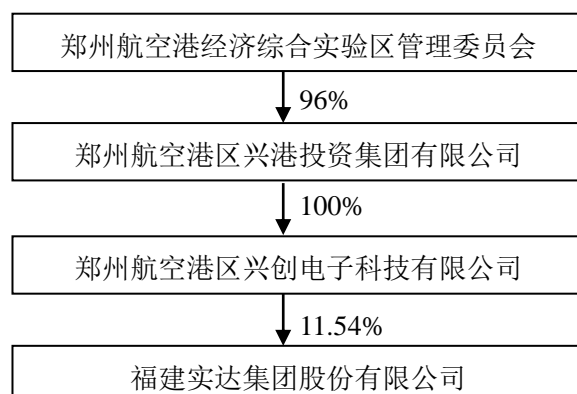 郑州航空港经济综合实验区管理委员会
96%
郑州航空港区兴港投资集团有限公司
100%
郑州航空港区兴创电子科技有限公司
11.54%
福建实达集团股份有限公司